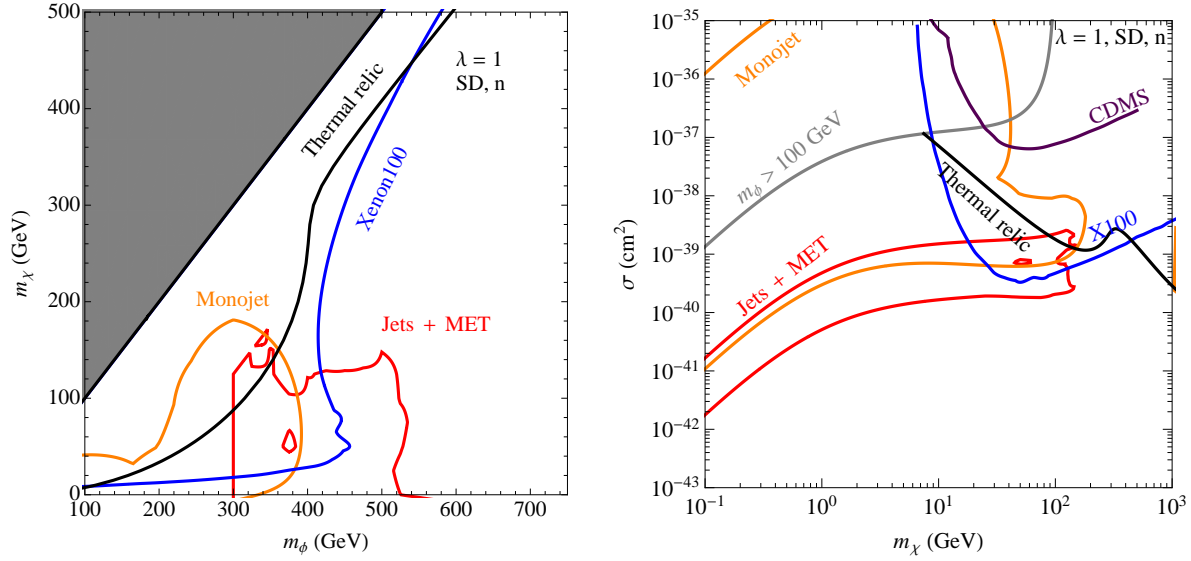 500
400
300
200
100
0
m_χ (GeV)
100
200
300
400
500
600
700
m_ϕ (GeV)
λ = 1
SD, n
Thermal relic
Xenon100
Monojet
Jets + MET
10^-35
10^-36
10^-37
10^-38
10^-39
10^-40
10^-41
10^-42
10^-43
σ (cm^2)
10^-1
10^0
10^1
10^2
10^3
m_χ (GeV)
λ = 1, SD, n
Monojet
CDMS
m_ϕ > 100 GeV
Thermal relic
X100
Jets + MET